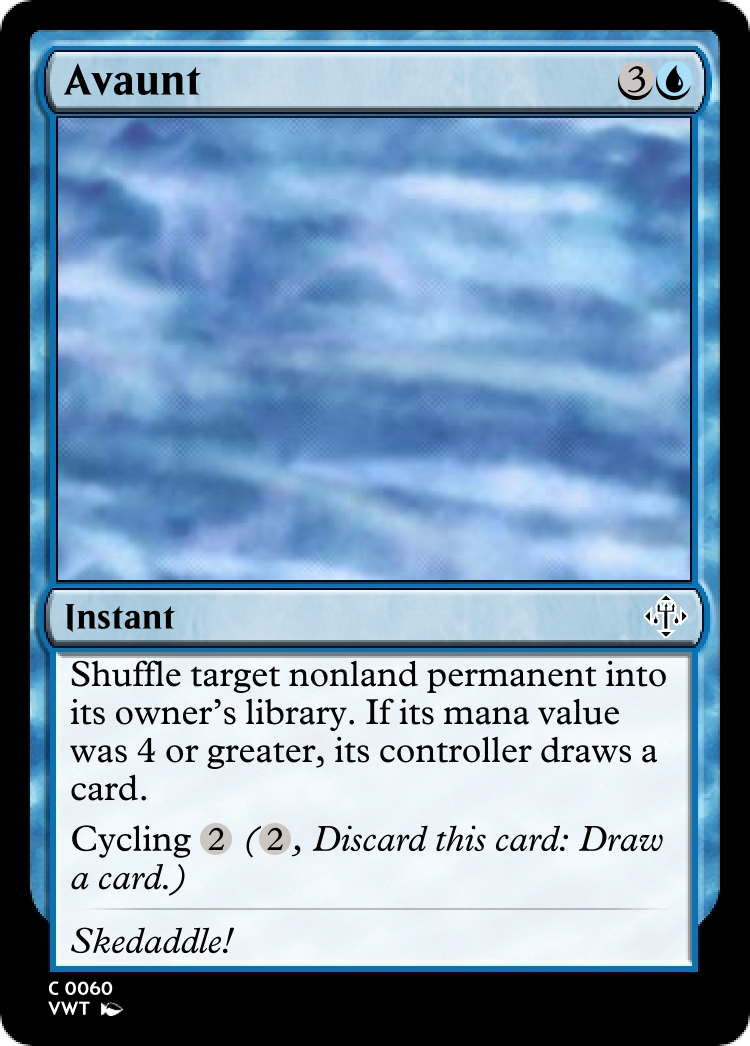 Avaunt 3
Instant
Shuffle target nonland permanent into
its owner's library. If its mana value
was 4 or greater, its controller draws a
card.
Cycling 2 (2, Discard this card: Draw
a card.)
Skedaddle!
C 0060
VWT